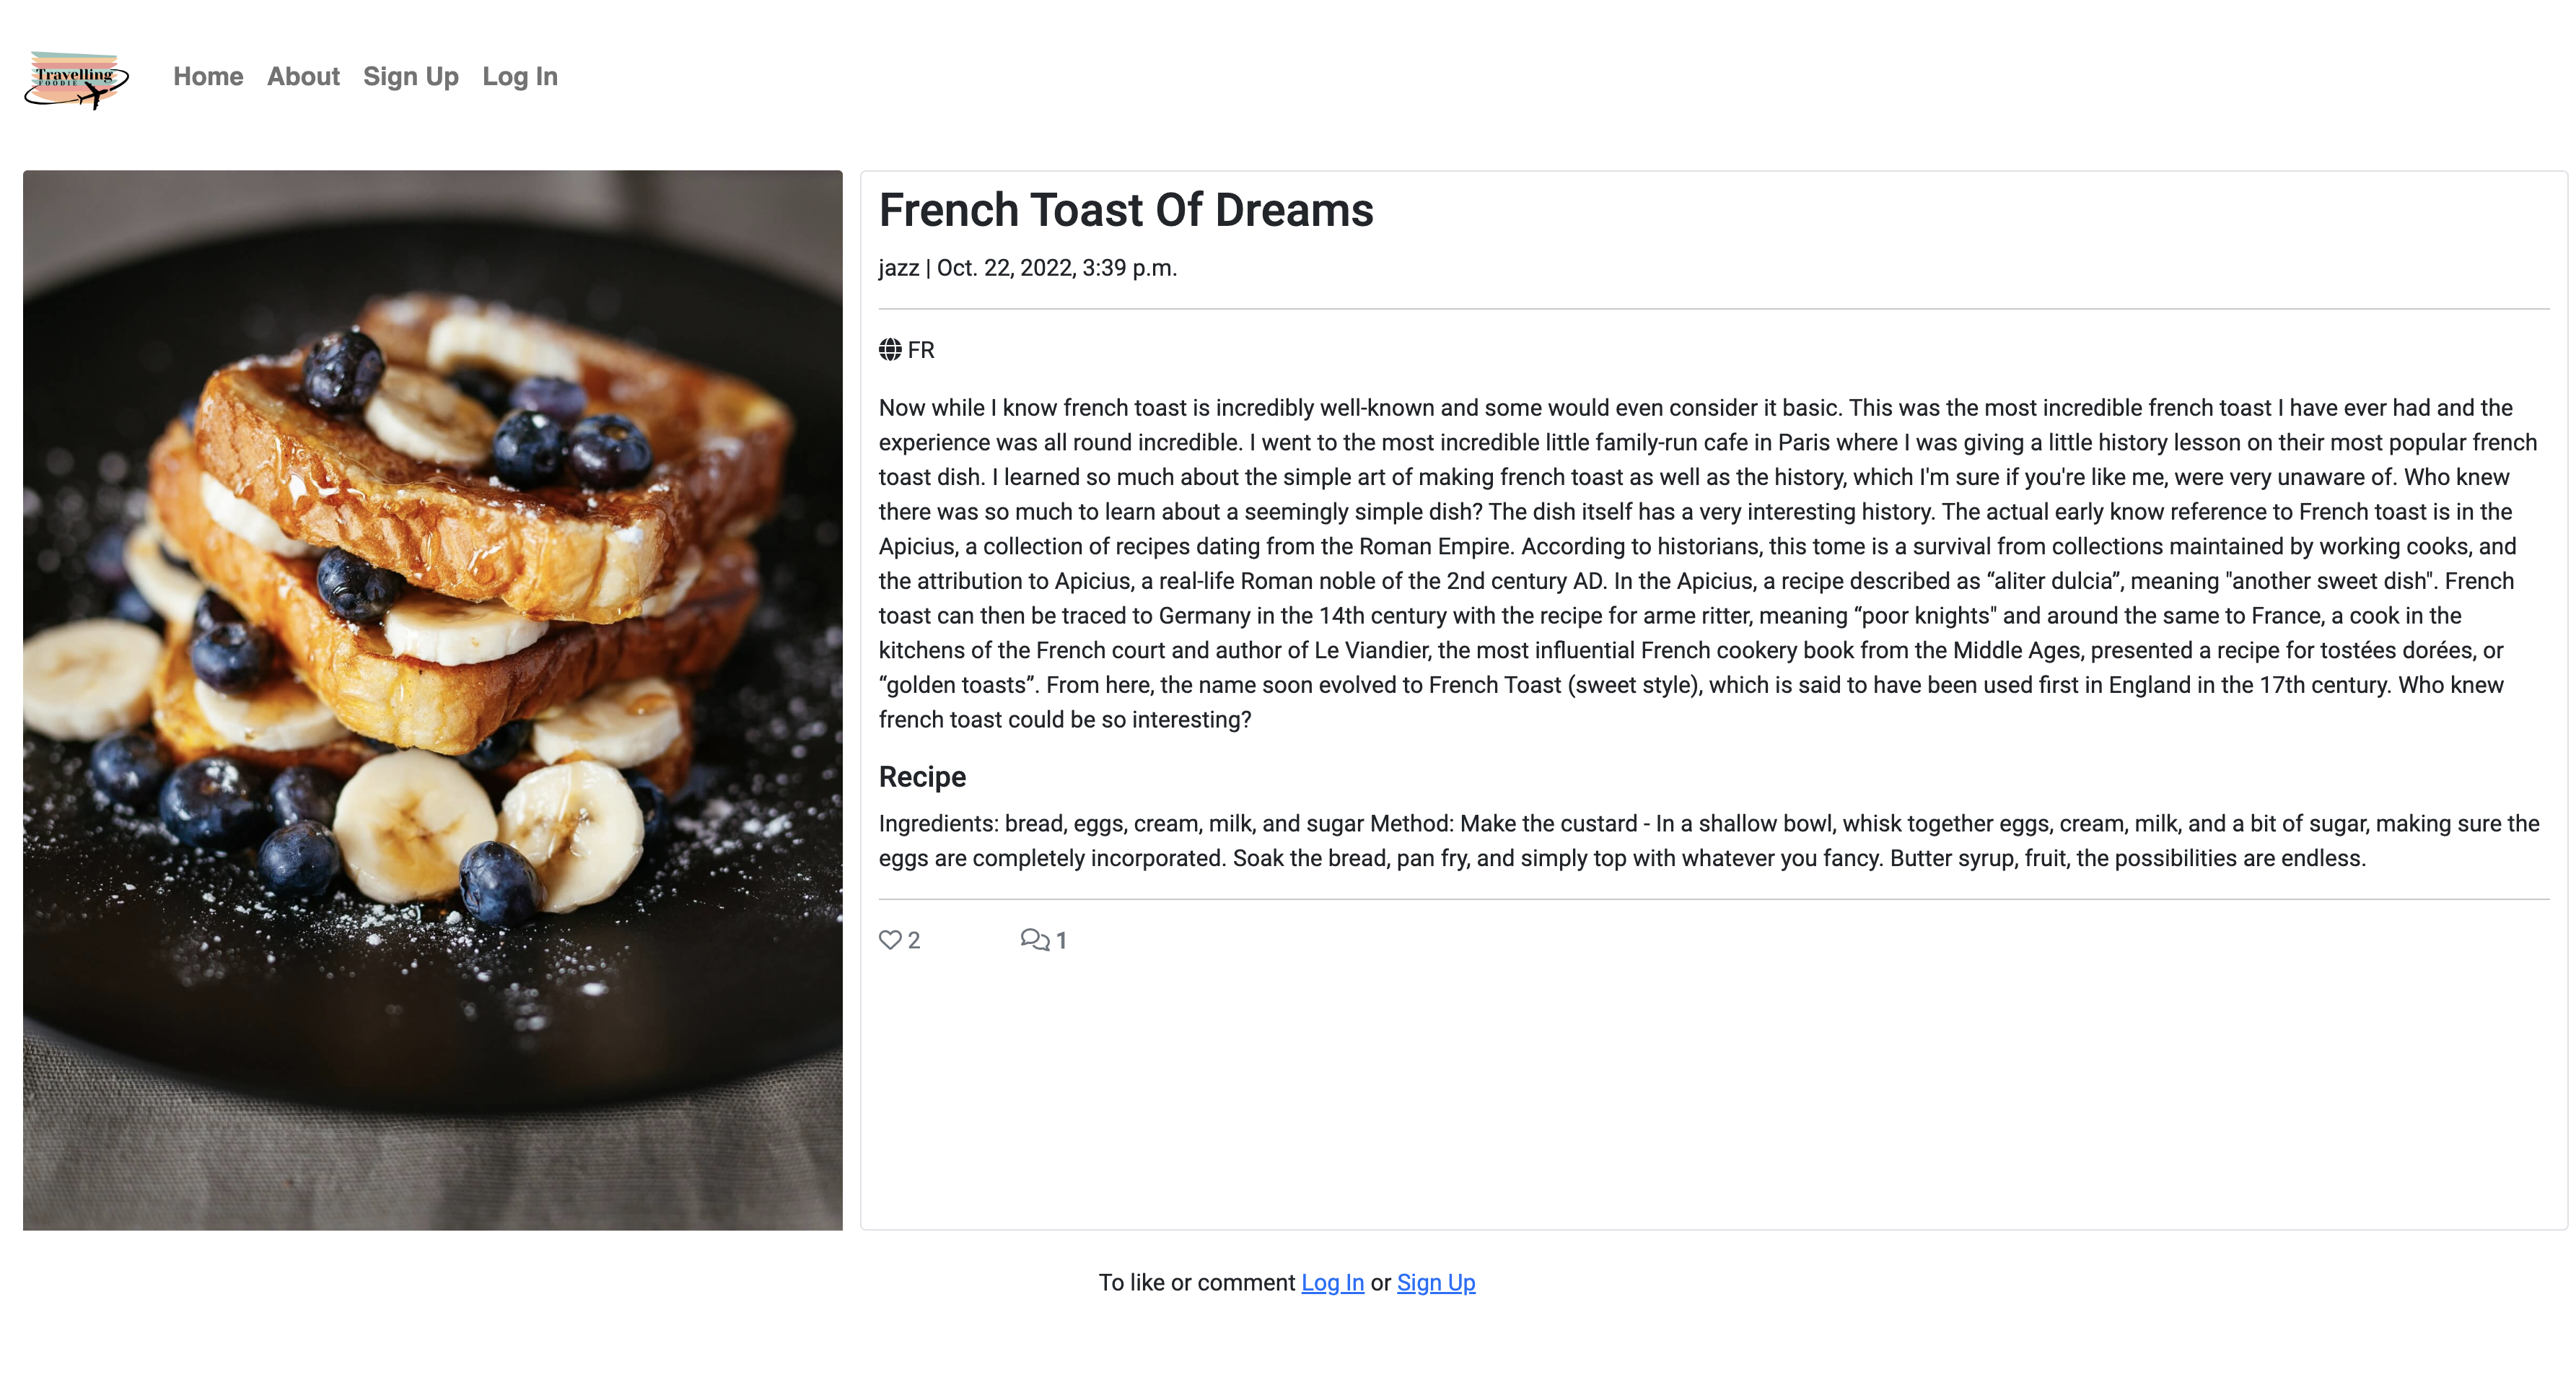 Travelling
FOODIE
Home About Sign Up Log In
French Toast Of Dreams
jazz | Oct. 22, 2022, 3:39 p.m.
FR
Now while I know french toast is incredibly well-known and some would even consider it basic. This was the most incredible french toast I have ever had and the
experience was all round incredible. I went to the most incredible little family-run cafe in Paris where I was giving a little history lesson on their most popular french
toast dish. I learned so much about the simple art of making french toast as well as the history, which I'm sure if you're like me, were very unaware of. Who knew
there was so much to learn about a seemingly simple dish? The dish itself has a very interesting history. The actual early know reference to French toast is in the
Apicius, a collection of recipes dating from the Roman Empire. According to historians, this tome is a survival from collections maintained by working cooks, and
the attribution to Apicius, a real-life Roman noble of the 2nd century AD. In the Apicius, a recipe described as “aliter dulcia”, meaning "another sweet dish". French
toast can then be traced to Germany in the 14th century with the recipe for arme ritter, meaning “poor knights" and around the same to France, a cook in the
kitchens of the French court and author of Le Viandier, the most influential French cookery book from the Middle Ages, presented a recipe for tostées dorées, or
“golden toasts”. From here, the name soon evolved to French Toast (sweet style), which is said to have been used first in England in the 17th century. Who knew
french toast could be so interesting?
Recipe
Ingredients: bread, eggs, cream, milk, and sugar Method: Make the custard - In a shallow bowl, whisk together eggs, cream, milk, and a bit of sugar, making sure the
eggs are completely incorporated. Soak the bread, pan fry, and simply top with whatever you fancy. Butter syrup, fruit, the possibilities are endless.
2 1
To like or comment Log In or Sign Up